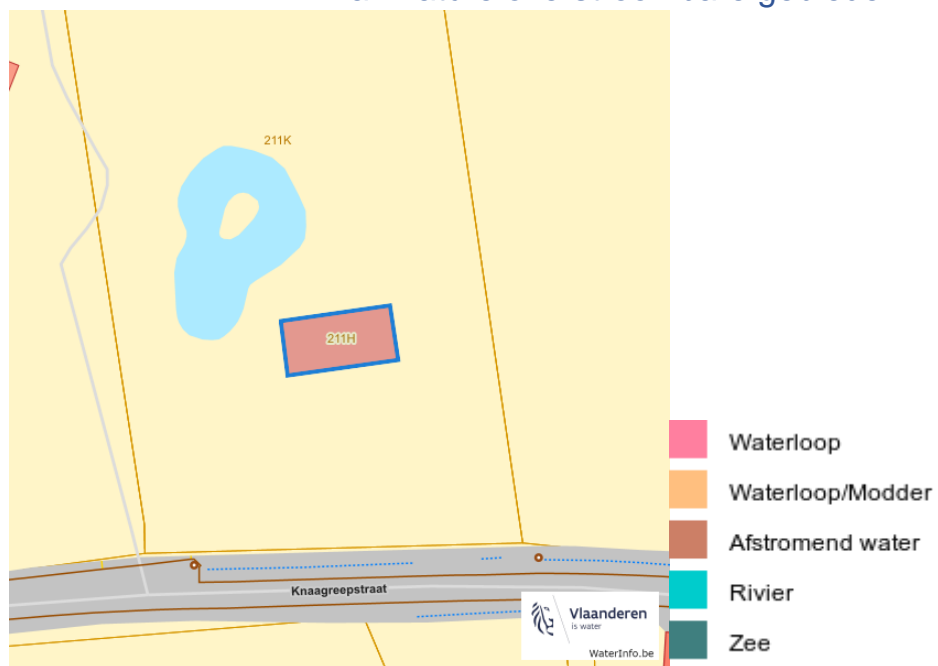 211K
211H
Knaagreepstraat
Vlaanderen
is water
WaterInfo.be
Waterloop
Waterloop/Modder
Afstromend water
Rivier
Zee